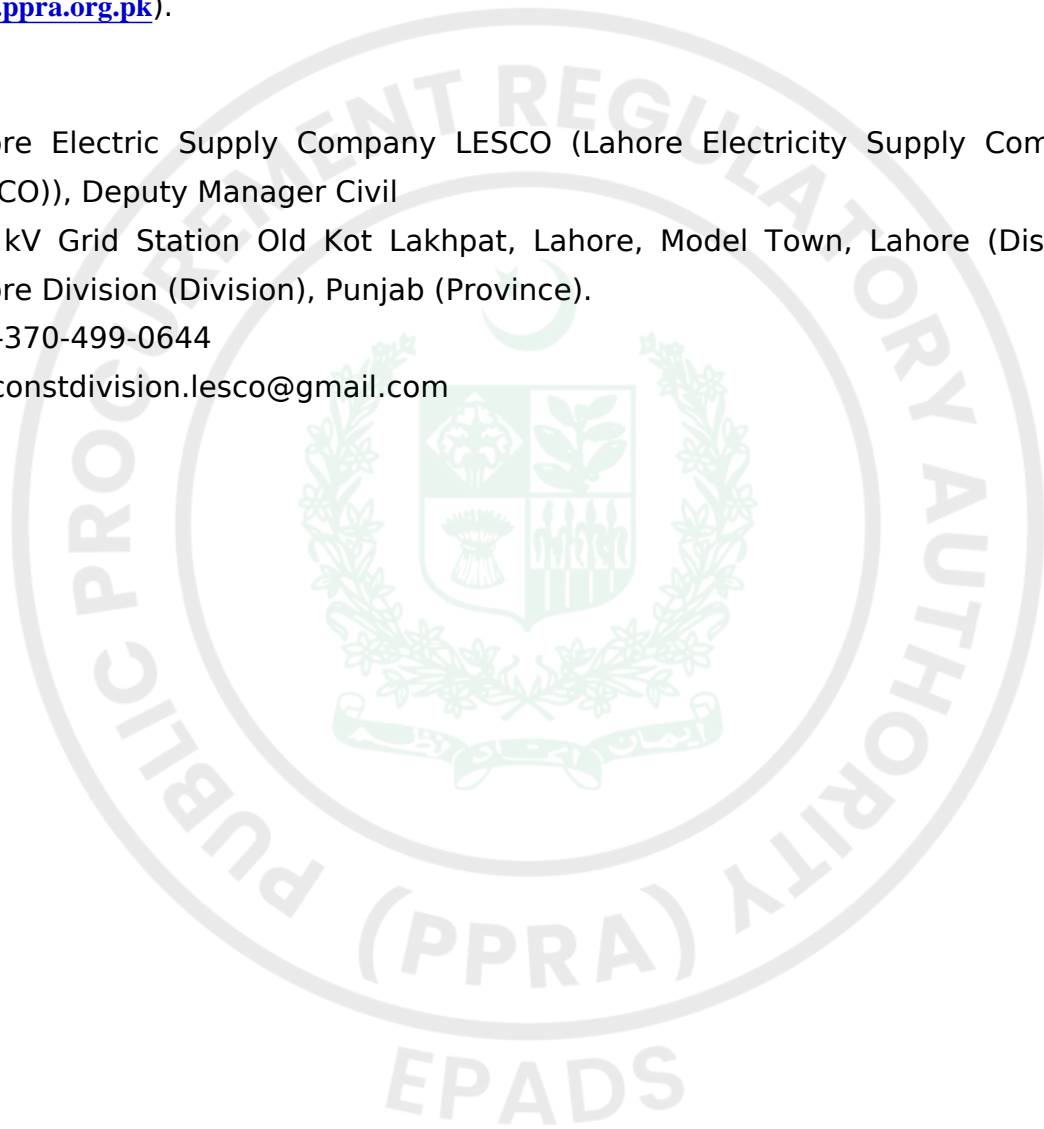 .ppra.org.pk).
ore Electric Supply Company LESCO (Lahore Electricity Supply Com
CO)), Deputy Manager Civil
kV Grid Station Old Kot Lakhpat, Lahore, Model Town, Lahore (Dis
ore Division (Division), Punjab (Province).
-370-499-0644
constdivision.lesco@gmail.com
PUBLIC PROCUREMENT REGULATORY AUTHORITY
(PPRA)
EPADS